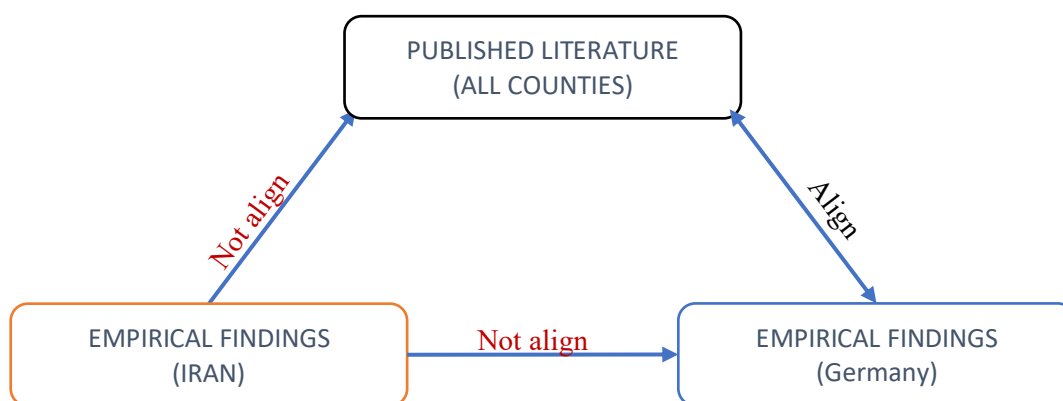 PUBLISHED LITERATURE
(ALL COUNTIES)
Not align
Align
EMPIRICAL FINDINGS
(IRAN)
Not align
EMPIRICAL FINDINGS
(Germany)